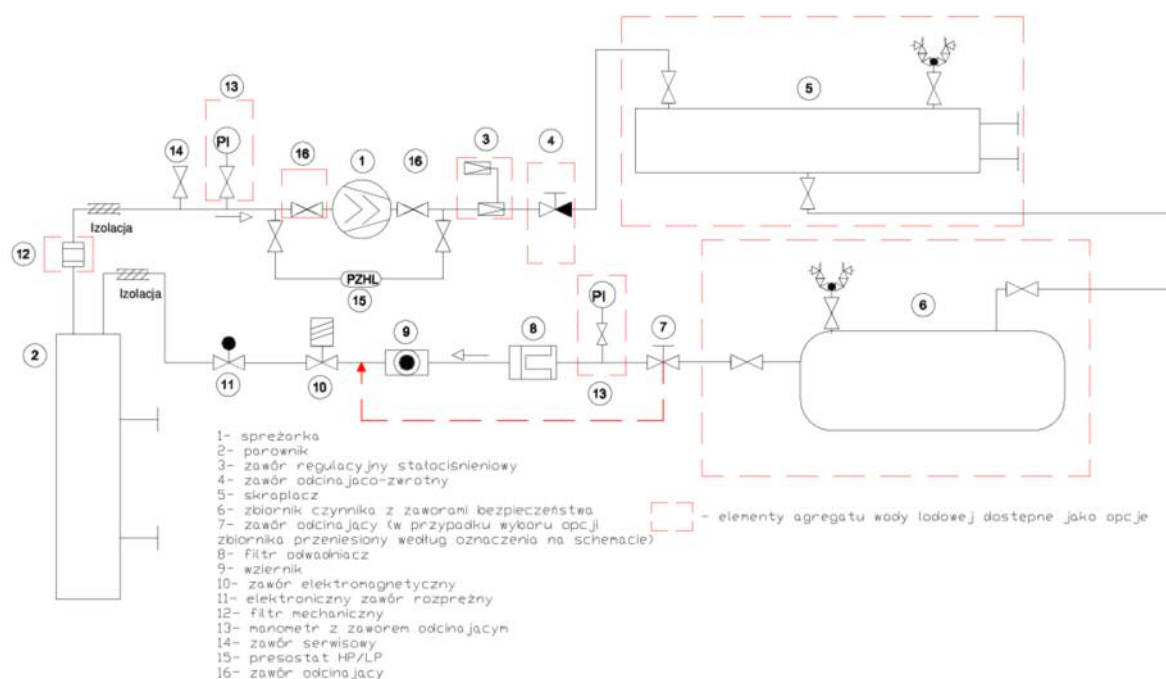 13
5
14
PI
16
1
16
3
4
Izolacja
12
Izolacja
PZHL
15
PI
6
2
9
8
7
11
10
13
1- sprężarka
2- parownik
3- zawór regulacyjny stałociśnieniowy
4- zawór odcinająco-zwrotny
5- skraplacz
6- zbiornik czynnika z zaworami bezpieczeństwa
7- zawór odcinający (w przypadku wyboru opcji
zbiornika przeniesiony według oznaczenia na schemacie)
8- filtr odwadniacz
9- wziernik
10- zawór elektromagnetyczny
11- elektroniczny zawór rozprężny
12- filtr mechaniczny
13- manometr z zaworem odcinającym
14- zawór serwisowy
15- presostat HP/LP
16- zawór odcinający
- elementy agregatu wody lodowej dostępne jako opcje